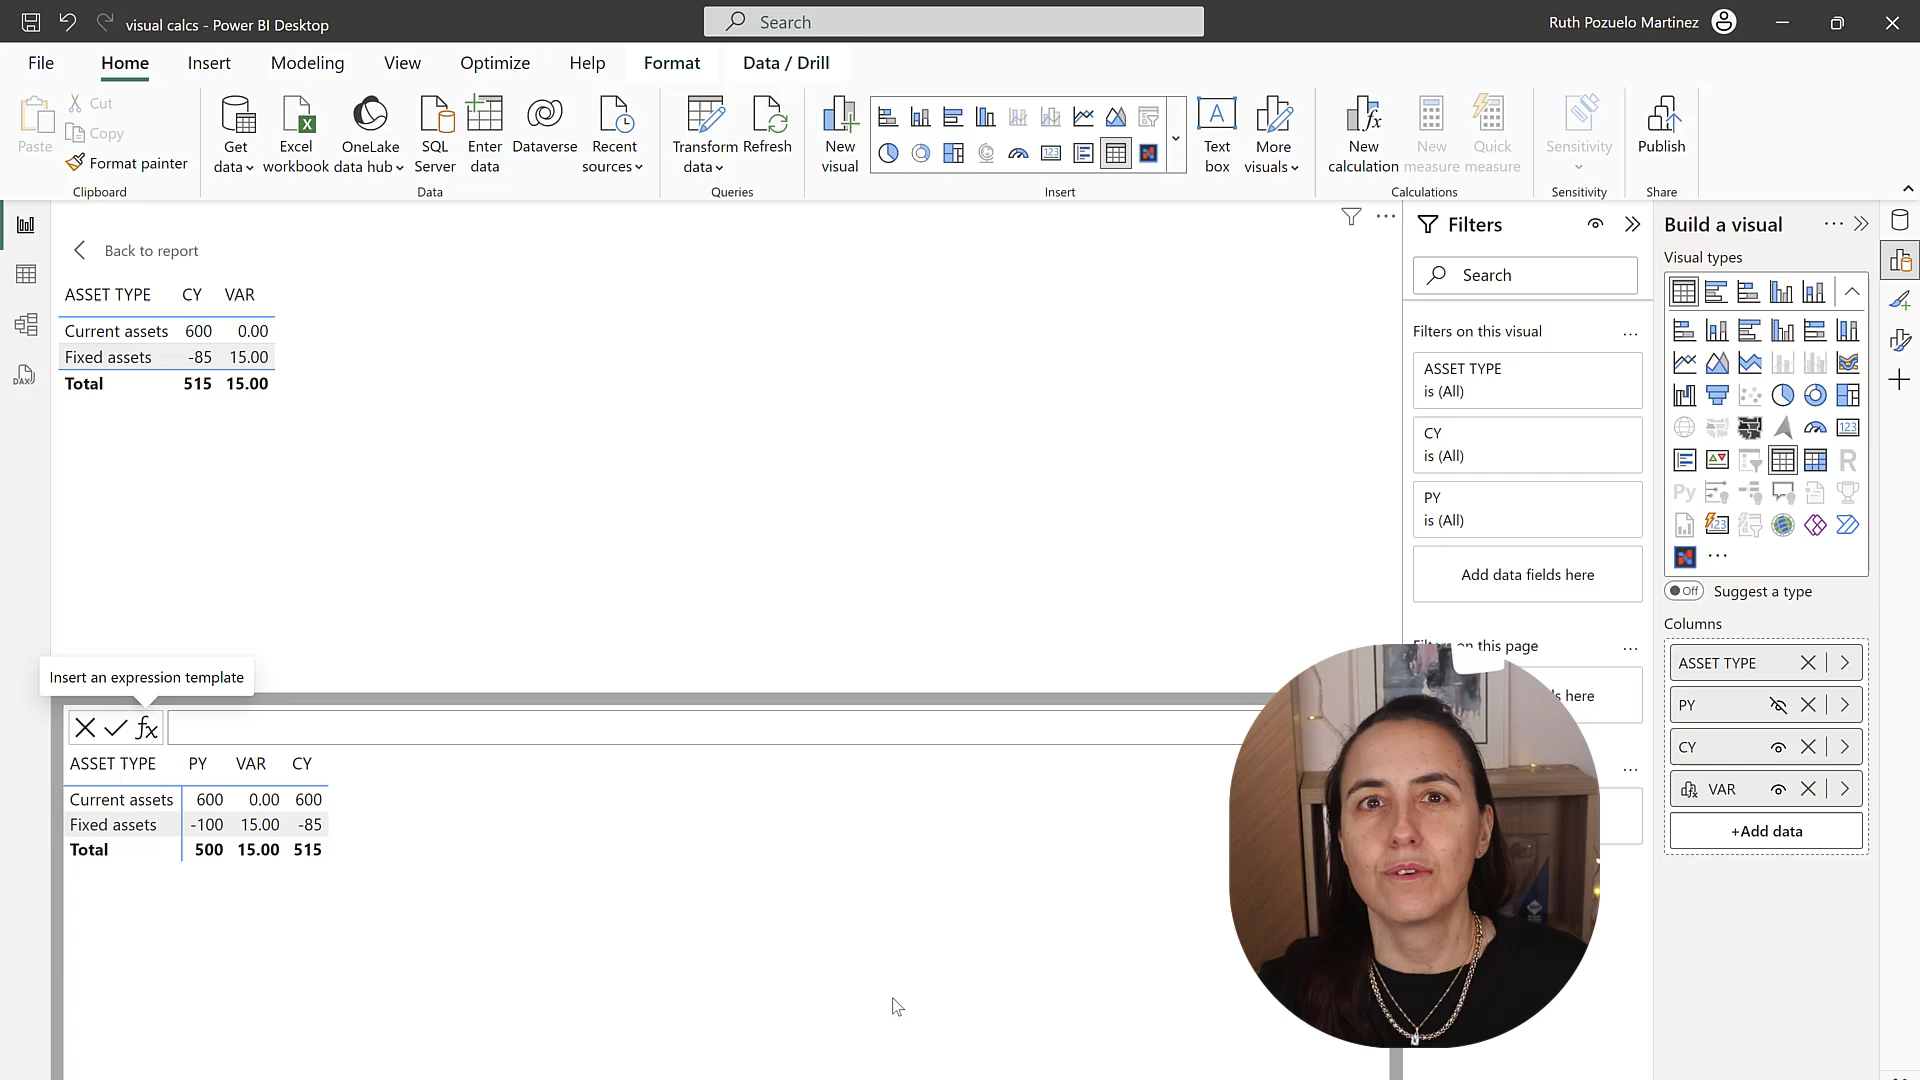 visual calcs - Power BI Desktop
Search
Ruth Pozuelo Martinez
File
Home
Insert
Modeling
View
Optimize
Help
Format
Data / Drill
Paste
Cut
Copy
Format painter
Clipboard
Get data
Excel workbook
OneLake data hub
SQL Server
Enter data
Dataverse
Recent sources
Data
Transform data
Refresh
Queries
New visual
Insert
Text box
More visuals
New calculation
New measure
Quick measure
Calculations
Sensitivity
Sensitivity
Publish
Share
Back to report
ASSET TYPE CY VAR
Current assets 600 0.00
Fixed assets -85 15.00
Total 515 15.00
Insert an expression template
fx
ASSET TYPE PY VAR CY
Current assets 600 0.00 600
Fixed assets -100 15.00 -85
Total 500 15.00 515
Filters
Search
Filters on this visual
ASSET TYPE
is (All)
CY
is (All)
PY
is (All)
Add data fields here
n this page
s here
Build a visual
Visual types
123
R
Py
123
Off
Suggest a type
Columns
ASSET TYPE
PY
CY
VAR
+Add data
DAX